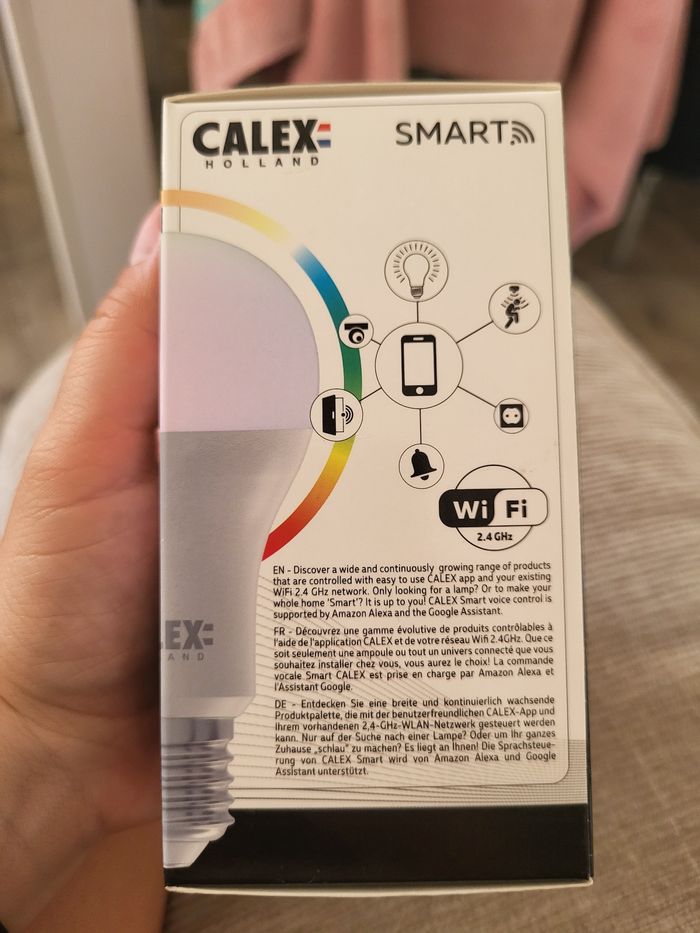 CALEX
HOLLAND
SMART
Wi Fi
2.4 GHz
EN - Discover a wide and continuously growing range of products
that are controlled with easy to use CALEX app and your existing
WiFi 2.4 GHz network. Only looking for a lamp? Or to make your
whole home 'Smart'? It is up to you! CALEX Smart voice control is
supported by Amazon Alexa and the Google Assistant.
FR - Découvrez une gamme évolutive de produits contrôlables à
l'aide de l'application CALEX et de votre réseau Wifi 2.4GHz. Que ce
soit seulement une ampoule ou tout un univers connecté que vous
souhaitez installer chez vous, vous aurez le choix! La commande
vocale Smart CALEX est prise en charge par Amazon Alexa et
l'Assistant Google.
DE - Entdecken Sie eine breite und kontinuierlich wachsende
Produktpalette, die mit der benutzerfreundlichen CALEX-App und
Ihrem vorhandenen 2,4-GHz-WLAN-Netzwerk gesteuert werden
kann. Nur auf der Suche nach einer Lampe? Oder um Ihr ganzes
Zuhause „schlau" zu machen? Es liegt an Ihnen! Die Sprachsteue-
rung von CALEX Smart wird von Amazon Alexa und Google
Assistant unterstützt.
LEX
LAND